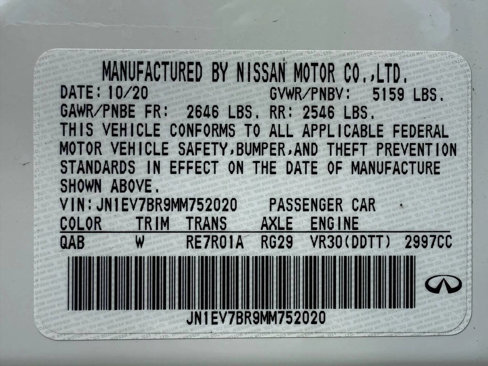 MANUFACTURED BY NISSAN MOTOR CO.,LTD.
DATE: 10/20 GVWR/PNBV: 5159 LBS.
GAWR/PNBE FR: 2646 LBS. RR: 2546 LBS.
THIS VEHICLE CONFORMS TO ALL APPLICABLE FEDERAL
MOTOR VEHICLE SAFETY,BUMPER,AND THEFT PREVENTION
STANDARDS IN EFFECT ON THE DATE OF MANUFACTURE
SHOWN ABOVE.
VIN:JN1EV7BR9MM752020 PASSENGER CAR
COLOR TRIM TRANS AXLE ENGINE
QAB W RE7R01A RG29 VR30(DDTT) 2997CC
JN1EV7BR9MM752020